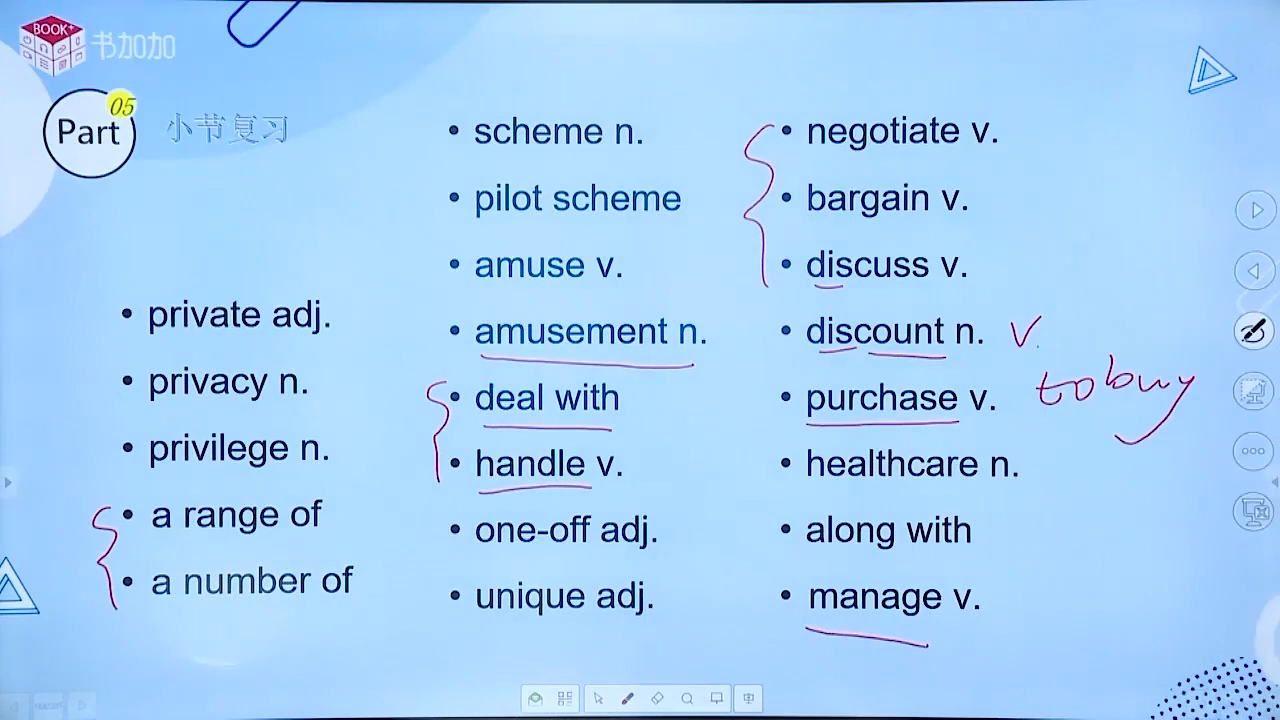 BOOK+
书加加
Part
05
小节复习
• private adj.
• privacy n.
• privilege n.
• a range of
• a number of
• scheme n.
• pilot scheme
• amuse v.
• amusement n.
• deal with
• handle v.
• one-off adj.
• unique adj.
• negotiate v.
• bargain v.
• discuss v.
• discount n. v.
• purchase v. to buy
• healthcare n.
• along with
• manage v.